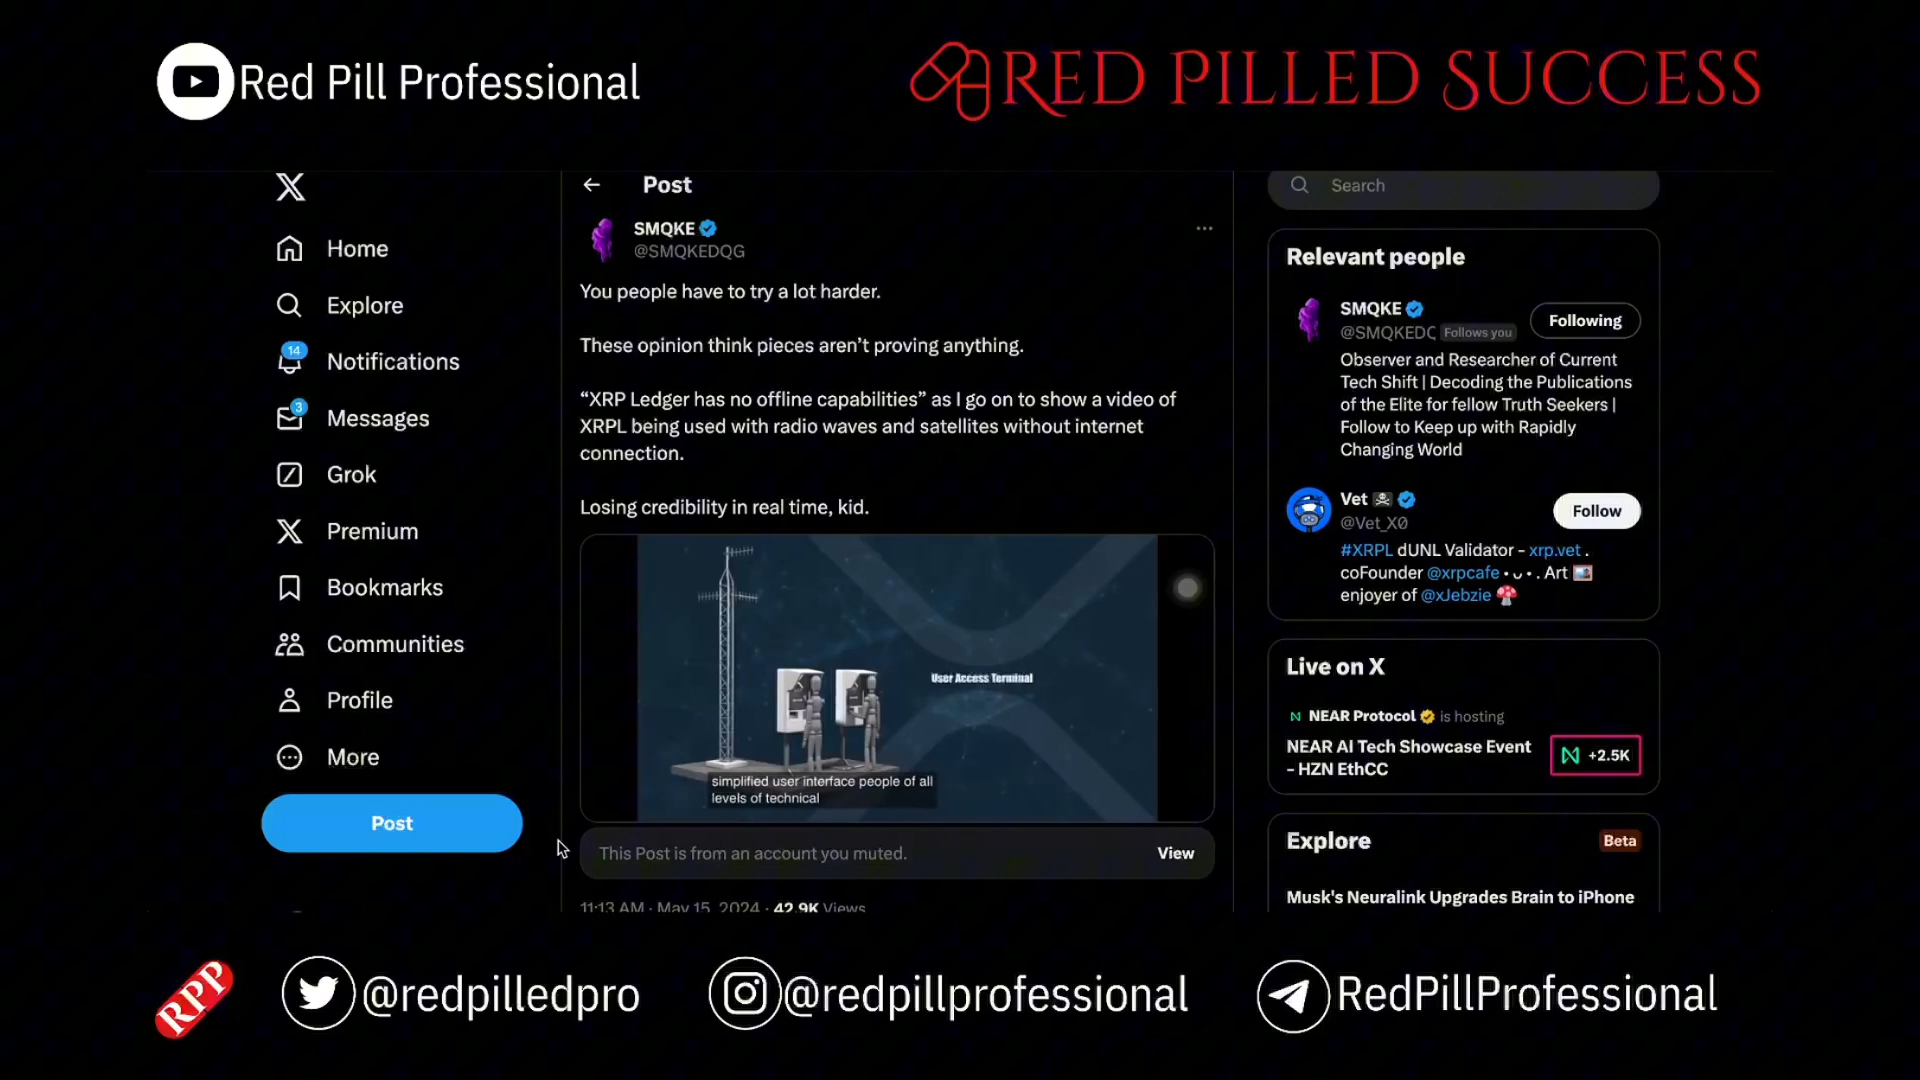 Red Pill Professional
RED PILLED SUCCESS
Post
Search
SMQKE
@SMQKEDQG
You people have to try a lot harder.
These opinion think pieces aren't proving anything.
“XRP Ledger has no offline capabilities” as I go on to show a video of
XRPL being used with radio waves and satellites without internet
connection.
Losing credibility in real time, kid.
User Access Terminal
simplified user interface people of all
levels of technical
This Post is from an account you muted.
View
11:13 AM · May 15, 2024 · 42.9K Views
Home
Explore
14
Notifications
3
Messages
Grok
Premium
Bookmarks
Communities
Profile
More
Post
Relevant people
SMQKE
Following
@SMQKEDQ Follows you
Observer and Researcher of Current
Tech Shift | Decoding the Publications
of the Elite for fellow Truth Seekers |
Follow to Keep up with Rapidly
Changing World
Vet
Follow
@Vet_X0
#XRPL dUNL Validator - xrp.vet .
coFounder @xrpcafe • ᴗ • . Art
enjoyer of @xJebzie
Live on X
NEAR Protocol is hosting
NEAR AI Tech Showcase Event
- HZN EthCC
+2.5K
Explore
Beta
Musk's Neuralink Upgrades Brain to iPhone
RPP
@redpilledpro
@redpillprofessional
RedPillProfessional